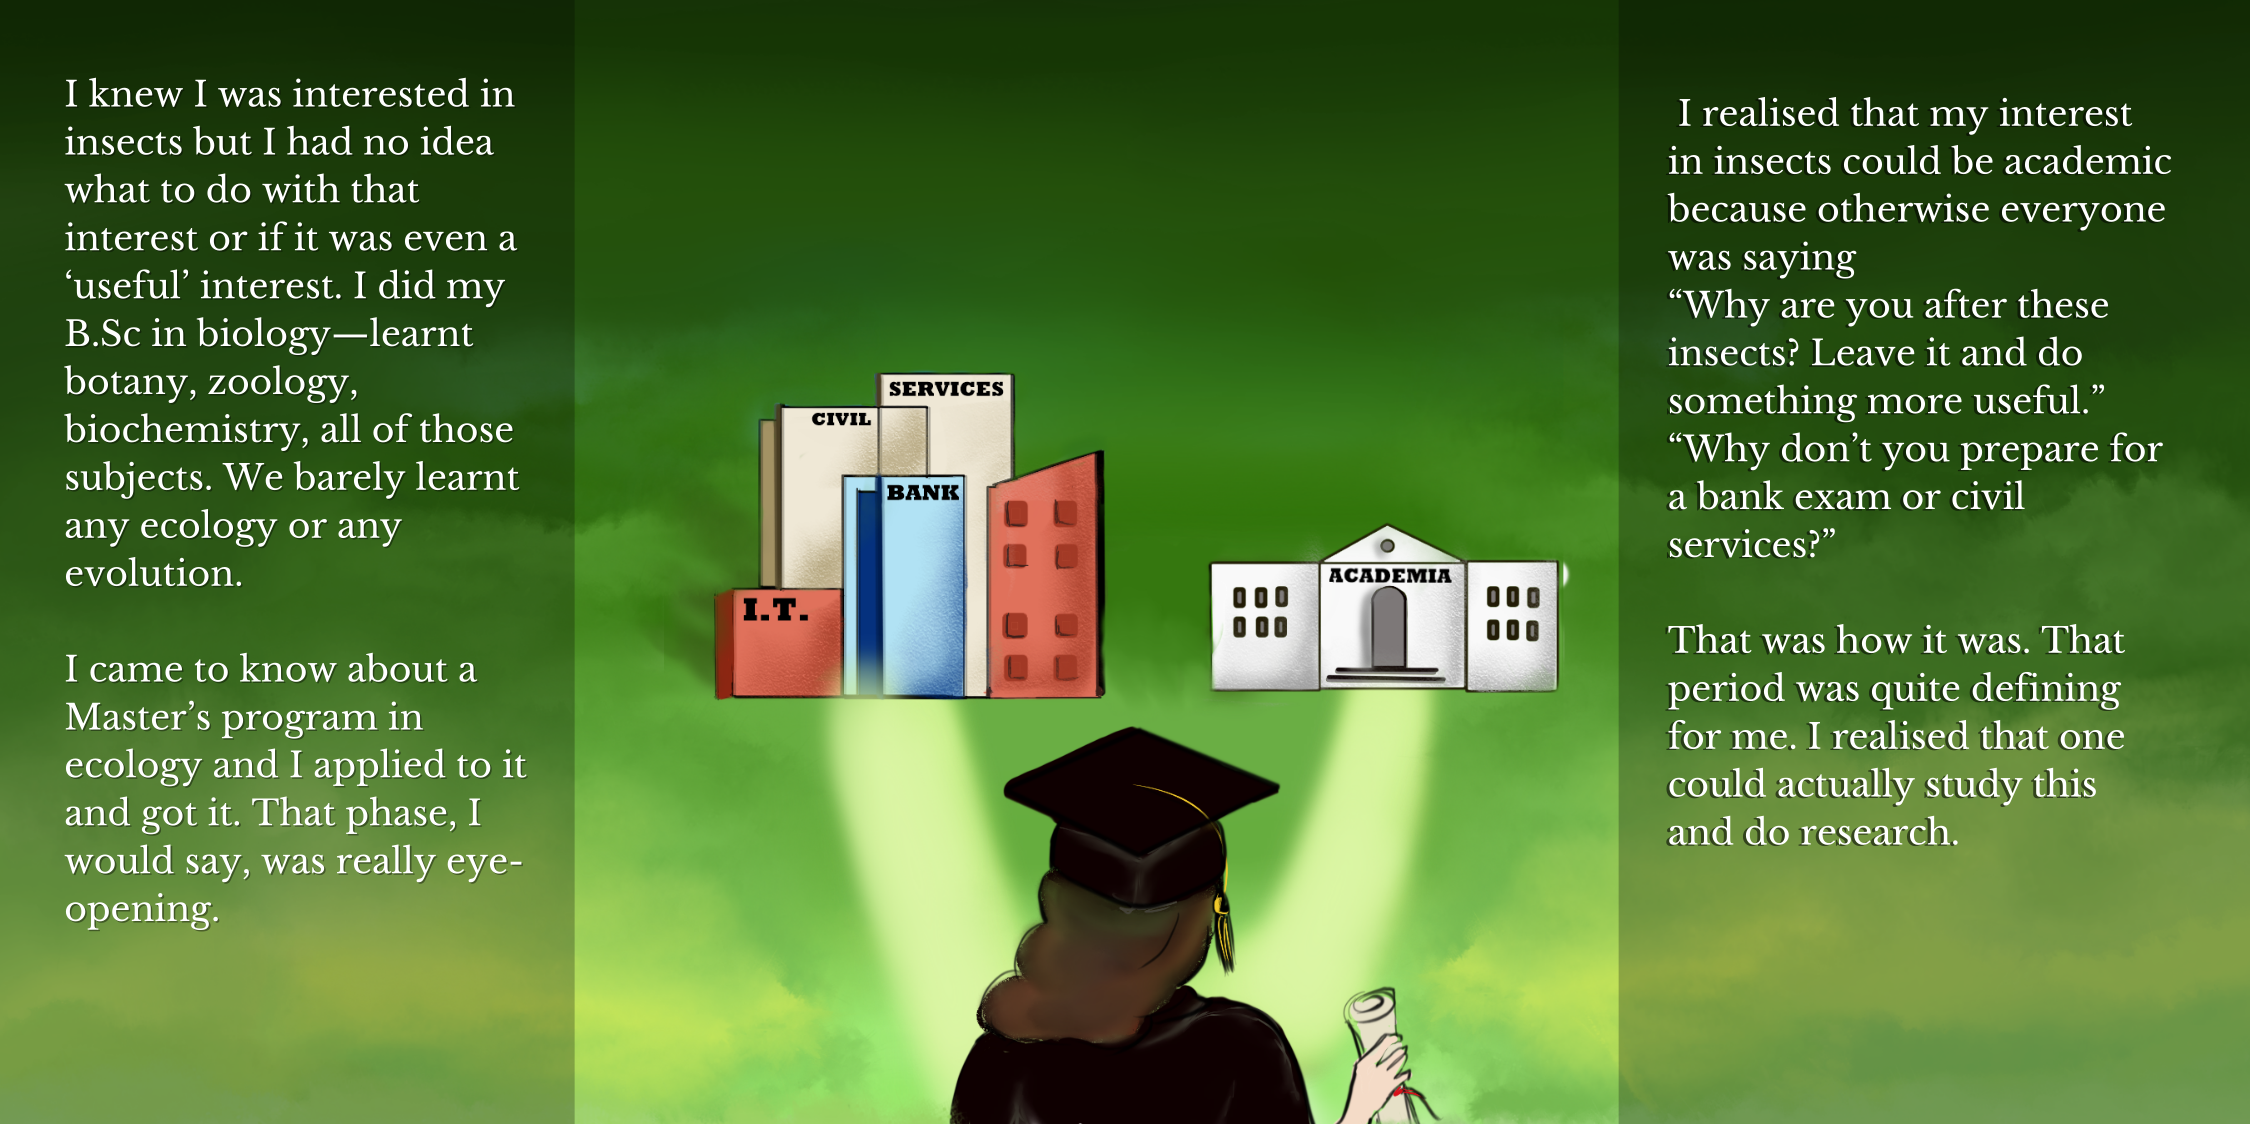 I knew I was interested in
insects but I had no idea
what to do with that
interest or if it was even a
‘useful’ interest. I did my
B.Sc in biology—learnt
botany, zoology,
biochemistry, all of those
subjects. We barely learnt
any ecology or any
evolution.
I came to know about a
Master’s program in
ecology and I applied to it
and got it. That phase, I
would say, was really eye-
opening.
SERVICES
CIVIL
BANK
I.T.
ACADEMIA
I realised that my interest
in insects could be academic
because otherwise everyone
was saying
“Why are you after these
insects? Leave it and do
something more useful.”
“Why don’t you prepare for
a bank exam or civil
services?”
That was how it was. That
period was quite defining
for me. I realised that one
could actually study this
and do research.